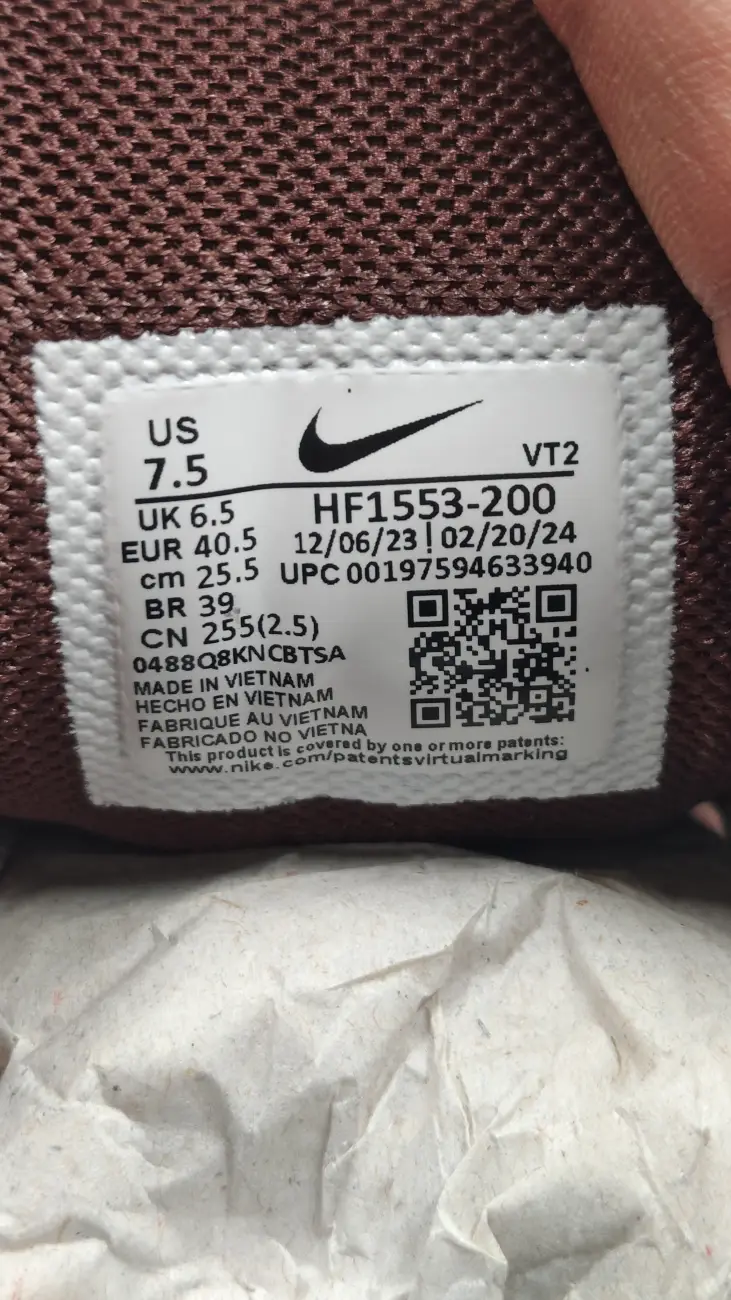 US
7.5
VT2
UK 6.5
HF1553-200
EUR 40.5
12/06/23 | 02/20/24
cm 25.5
UPC 00197594633940
BR 39
CN 255(2.5)
0488Q8KNCBTSA
MADE IN VIETNAM
HECHO EN VIETNAM
FABRIQUE AU VIETNAM
FABRICADO NO VIETNA
This product is covered by one or more patents:
www.nike.com/patentsvirtualmarking